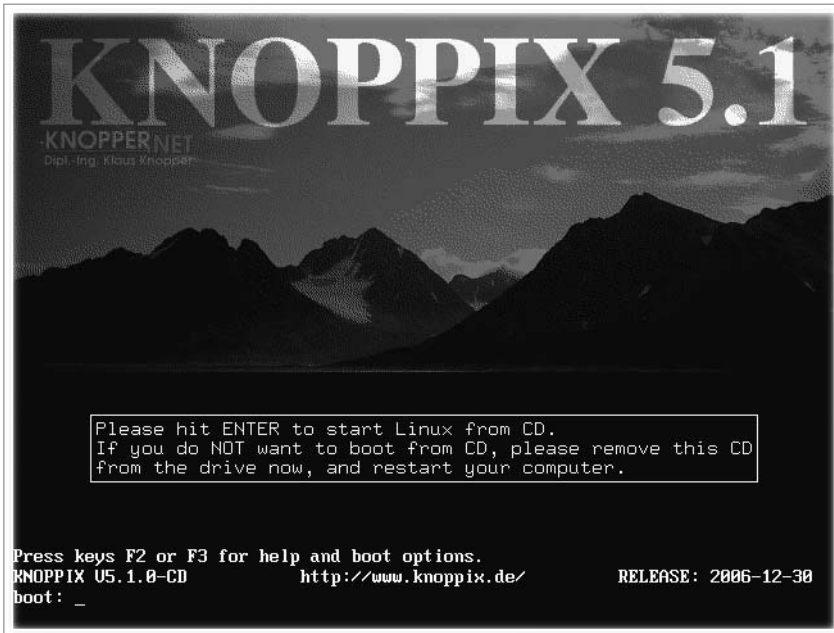 KNOPPIX 5.1
KNOPPER.NET
Dipl.-Ing. Klaus Knopper
Please hit ENTER to start Linux from CD.
If you do NOT want to boot from CD, please remove this CD
from the drive now, and restart your computer.
Press keys F2 or F3 for help and boot options.
KNOPPIX V5.1.0-CD http://www.knoppix.de/ RELEASE: 2006-12-30
boot: _